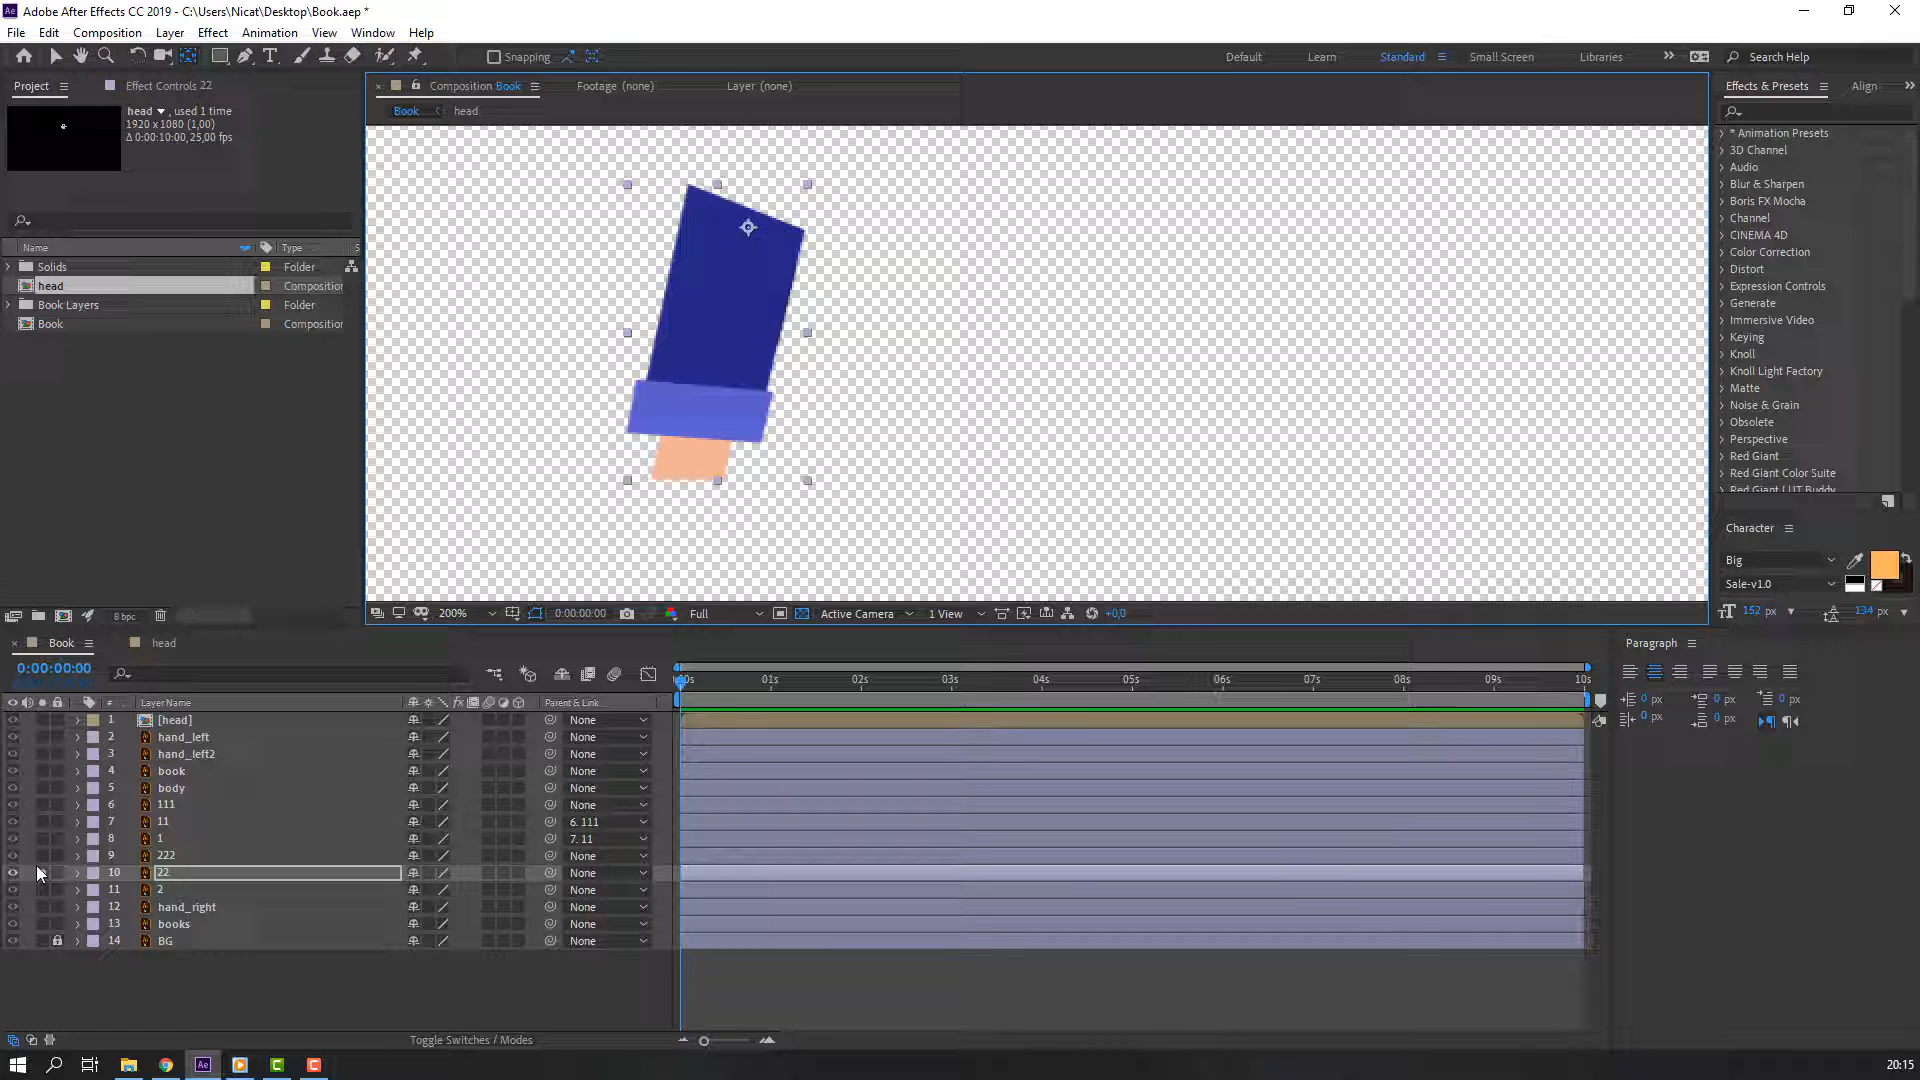 Adobe After Effects CC 2019 - C:\Users\Nicat\Desktop\Book.aep *
File Edit Composition Layer Effect Animation View Window Help
Snapping Default Learn Standard Small Screen Libraries Search Help
Project Effect Controls 22 Composition Book Footage (none) Layer (none) Effects & Presets Align
head , used 1 time
1920 x 1080 (1,00)
Δ 0:00:10:00, 25,00 fps
Book head
Name Type S
Solids Folder
head Composition
Book Layers Folder
Book Composition
* Animation Presets
3D Channel
Audio
Blur & Sharpen
Boris FX Mocha
Channel
CINEMA 4D
Color Correction
Distort
Expression Controls
Generate
Immersive Video
Keying
Knoll
Knoll Light Factory
Matte
Noise & Grain
Obsolete
Perspective
Red Giant
Red Giant Color Suite
Red Giant LUT Buddy
Character
Big
Sale-v1.0
152 px 134 px
8 bpc 200% 0:00:00:00 Full Active Camera 1 View +0,0
Book head
Paragraph
0:00:00:00
00s 01s 02s 03s 04s 05s 06s 07s 08s 09s 10s
# Layer Name Parent & Link
1 [head] None
2 hand_left None
3 hand_left2 None
4 book None
5 body None
6 111 None
7 11 6. 111
8 1 7. 11
9 222 None
10 22 None
11 2 None
12 hand_right None
13 books None
14 BG None
0 px 0 px 0 px
0 px 0 px
Toggle Switches / Modes
Ae
20:15